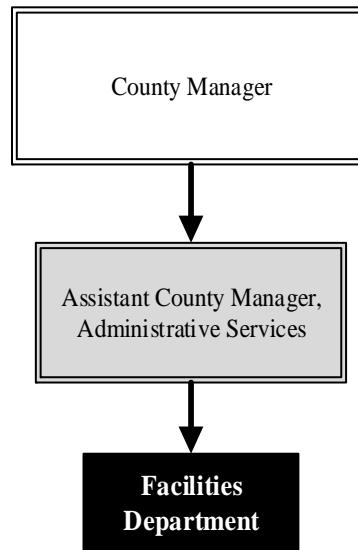 County Manager
Assistant County Manager,
Administrative Services
Facilities
Department